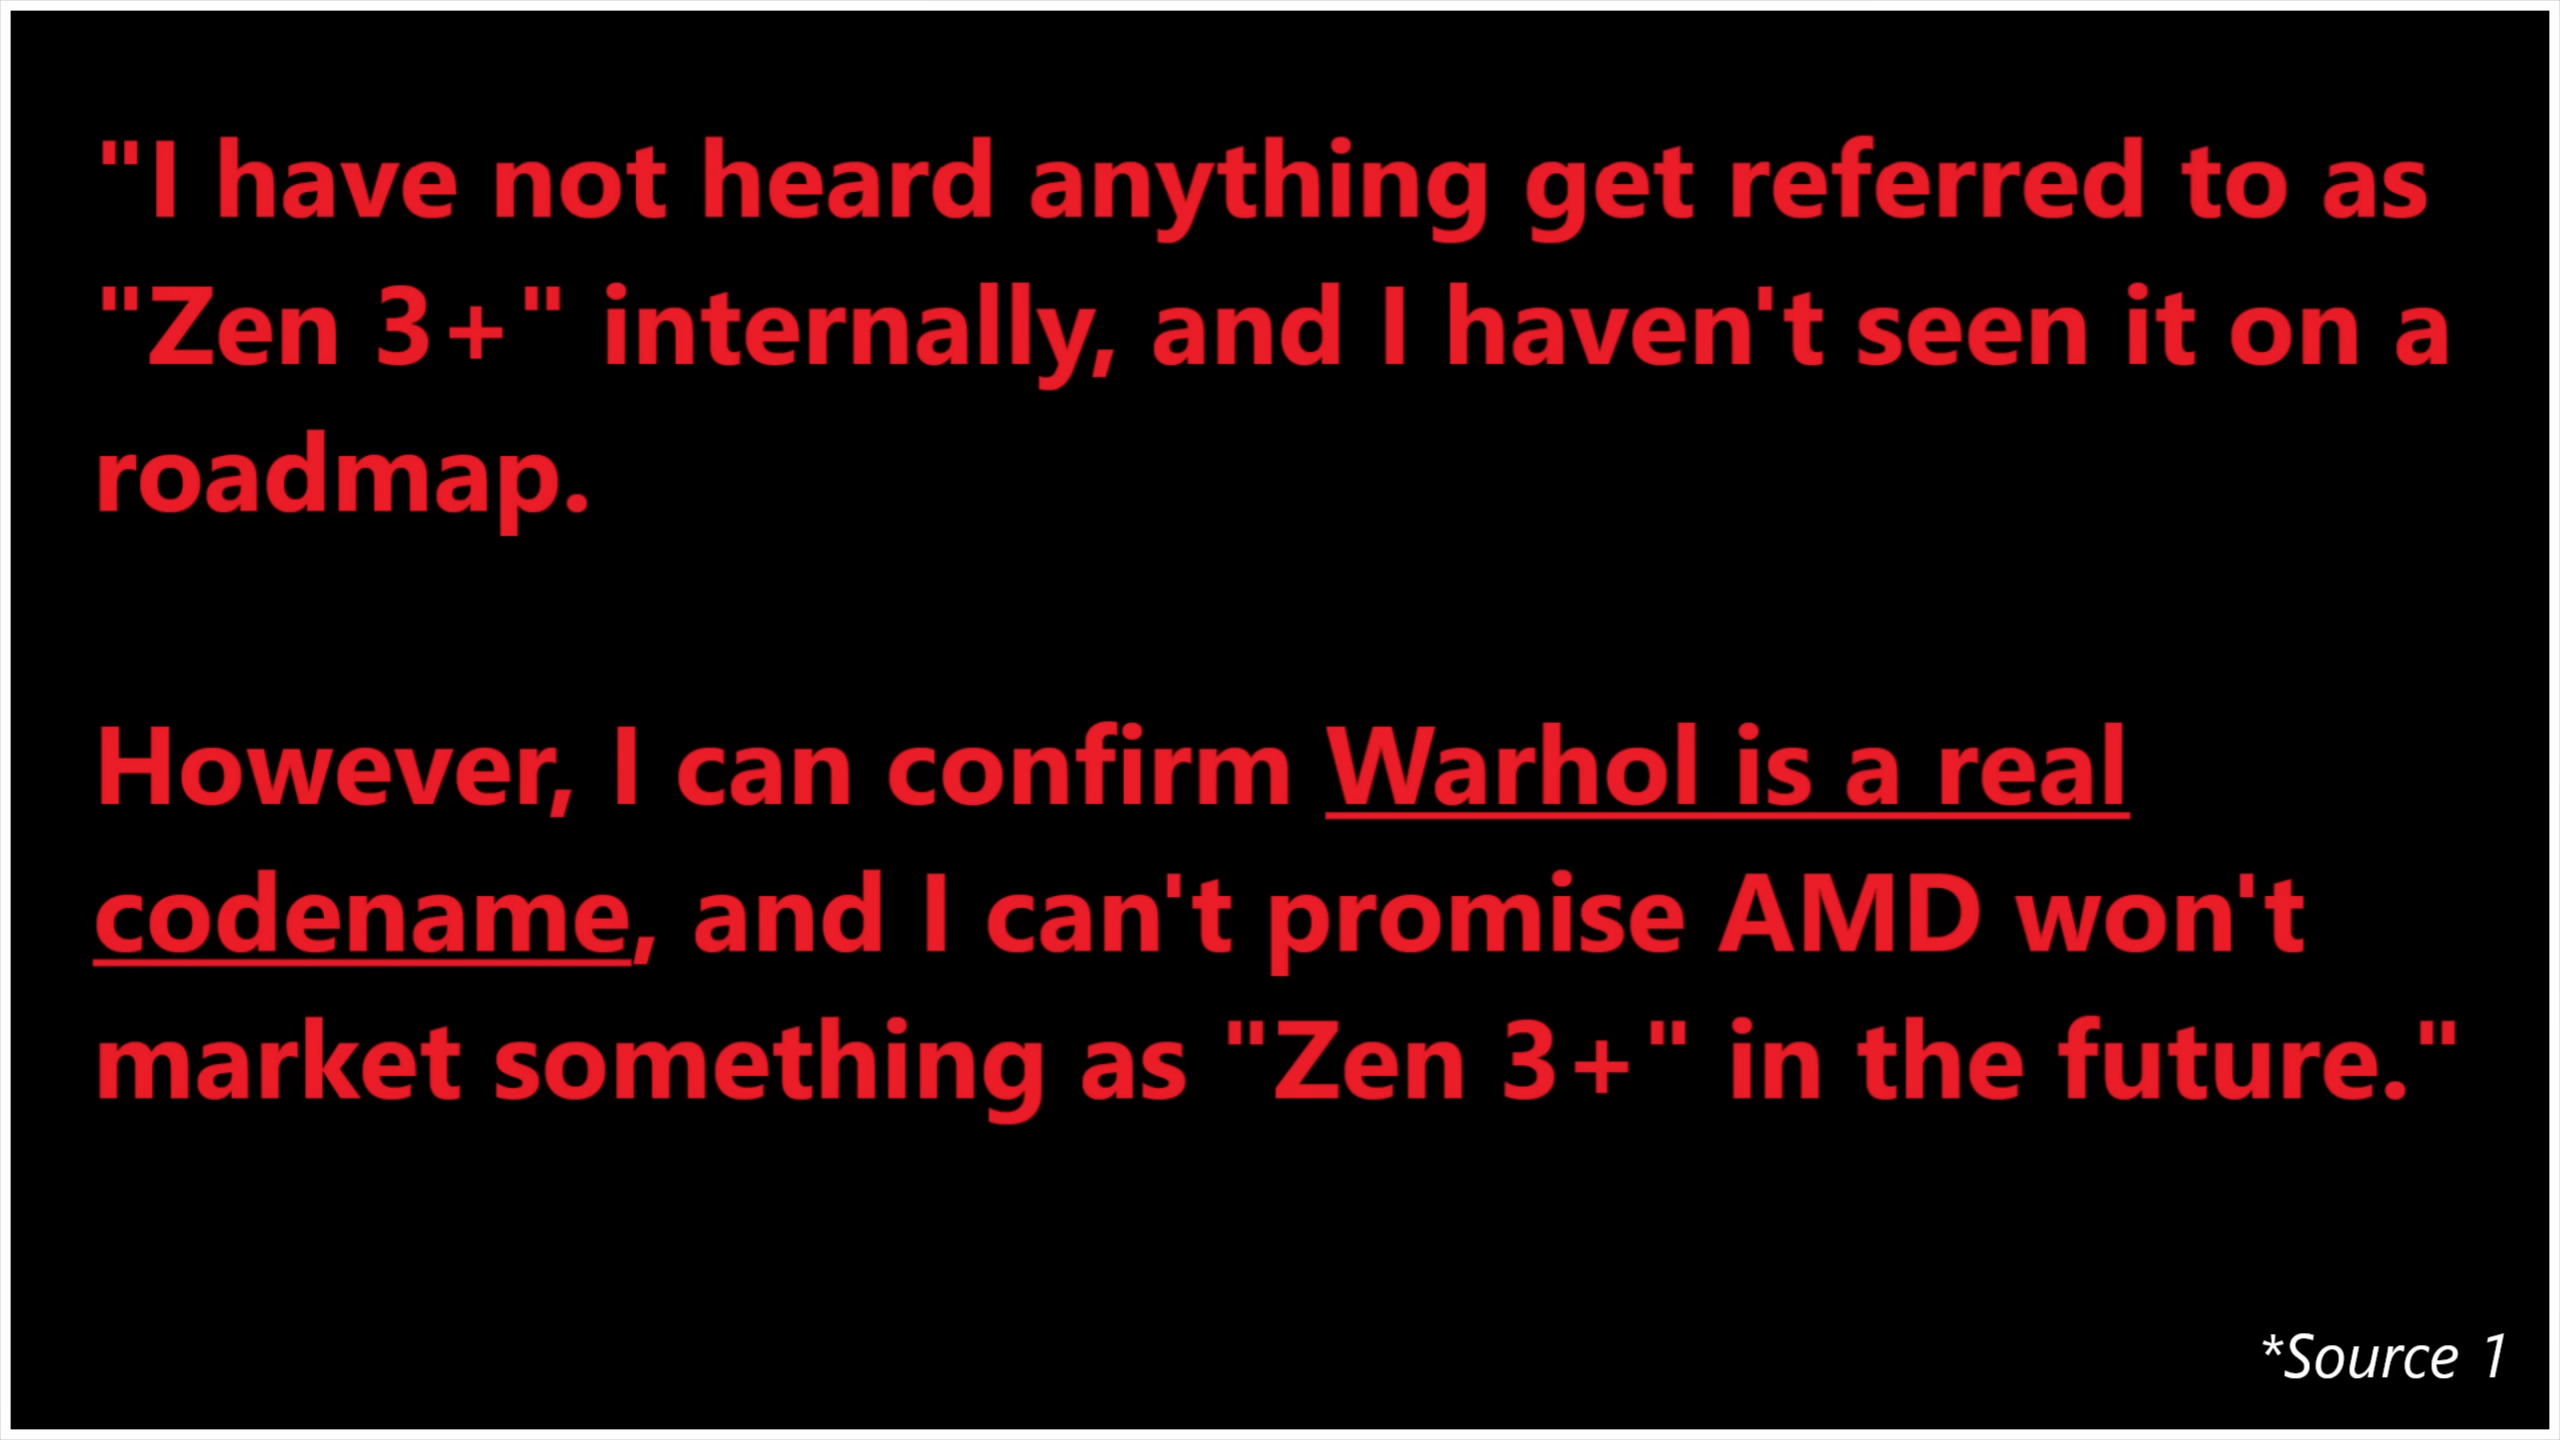 "I have not heard anything get referred to as
"Zen 3+" internally, and I haven't seen it on a
roadmap.
However, I can confirm Warhol is a real
codename, and I can't promise AMD won't
market something as "Zen 3+" in the future."
*Source 1